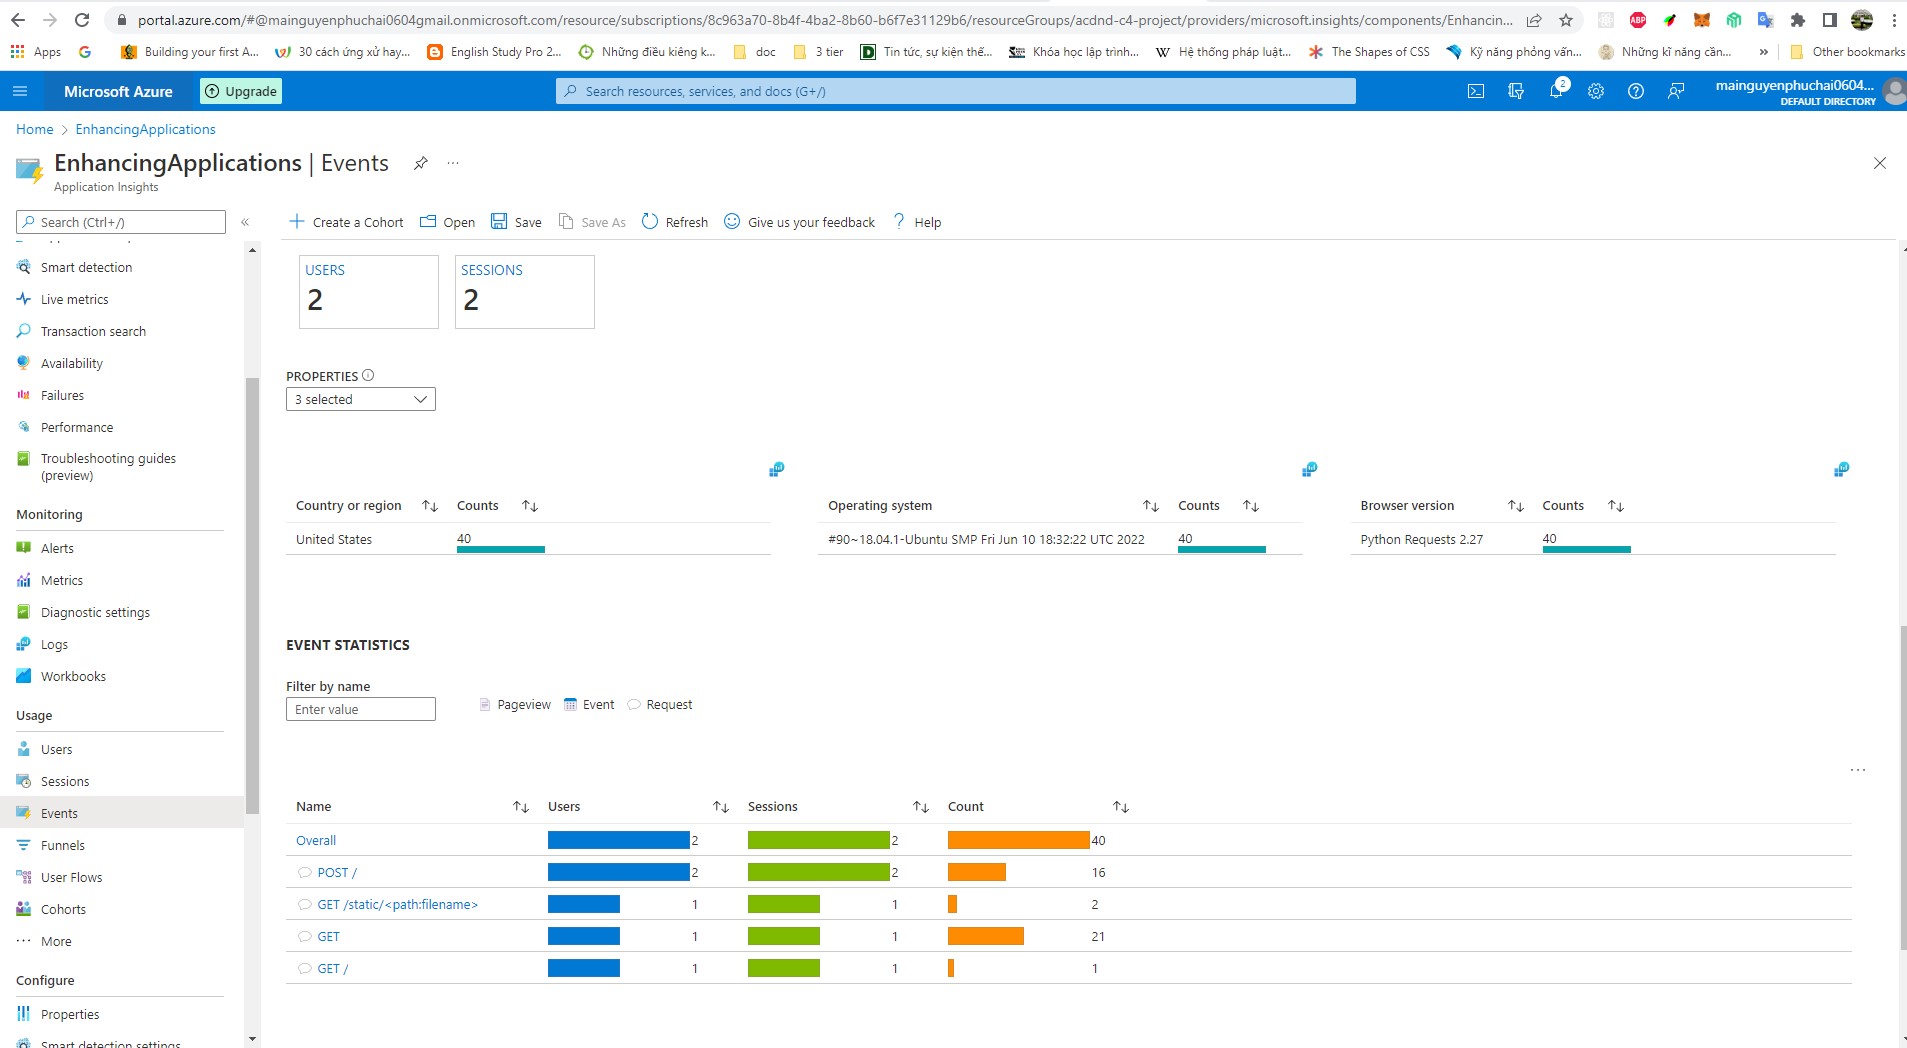 portal.azure.com/#@mainguyenphuchai0604gmail.onmicrosoft.com/resource/subscriptions/8c963a70-8b4f-4ba2-8b60-b6f7e31129b6/resourceGroups/acdnd-c4-project/providers/microsoft.insights/components/Enhancin...
ABP
Apps
Building your first A...
30 cách ứng xử hay...
English Study Pro 2...
Những điều kiêng k...
doc
3 tier
Tin tức, sự kiện thế...
Khóa học lập trình...
Hệ thống pháp luật...
The Shapes of CSS
Kỹ năng phỏng vấn...
Những kĩ năng cần...
»
Other bookmarks
Microsoft Azure
Upgrade
Search resources, services, and docs (G+/)
2
mainguyenphuchai0604...
DEFAULT DIRECTORY
Home > EnhancingApplications
EnhancingApplications | Events
...
Application Insights
Search (Ctrl+/)
«
Create a Cohort
Open
Save
Save As
Refresh
Give us your feedback
Help
Smart detection
Live metrics
Transaction search
Availability
Failures
Performance
Troubleshooting guides
(preview)
Monitoring
Alerts
Metrics
Diagnostic settings
Logs
Workbooks
Usage
Users
Sessions
Events
Funnels
User Flows
Cohorts
... More
Configure
Properties
Smart detection settings
USERS
2
SESSIONS
2
PROPERTIES
3 selected
Country or region ↑↓ Counts ↑↓
United States 40
Operating system ↑↓ Counts ↑↓
#90~18.04.1-Ubuntu SMP Fri Jun 10 18:32:22 UTC 2022 40
Browser version ↑↓ Counts ↑↓
Python Requests 2.27 40
EVENT STATISTICS
Filter by name
Enter value
Pageview
Event
Request
...
Name ↑↓ Users ↑↓ Sessions ↑↓ Count ↑↓
Overall 2 2 40
POST / 2 2 16
GET /static/<path:filename> 1 1 2
GET 1 1 21
GET / 1 1 1